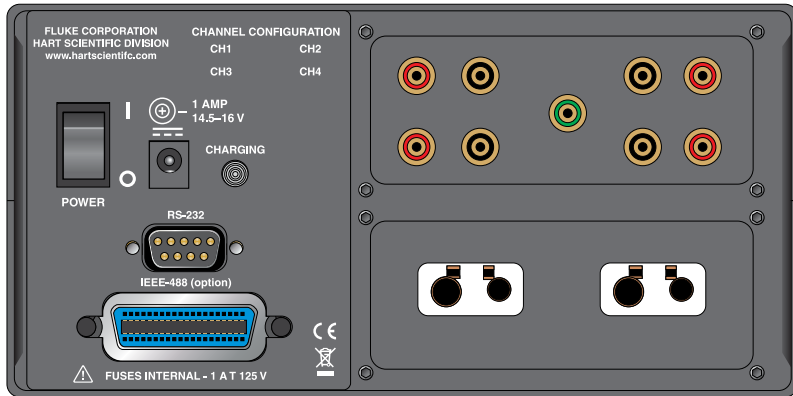 FLUKE CORPORATION
HART SCIENTIFIC DIVISION
www.hartscientifc.com
CHANNEL CONFIGURATION
CH1 CH2
CH3 CH4
I
1 AMP
14.5–16 V
CHARGING
O
POWER
RS-232
IEEE-488 (option)
CE
FUSES INTERNAL - 1 A T 125 V